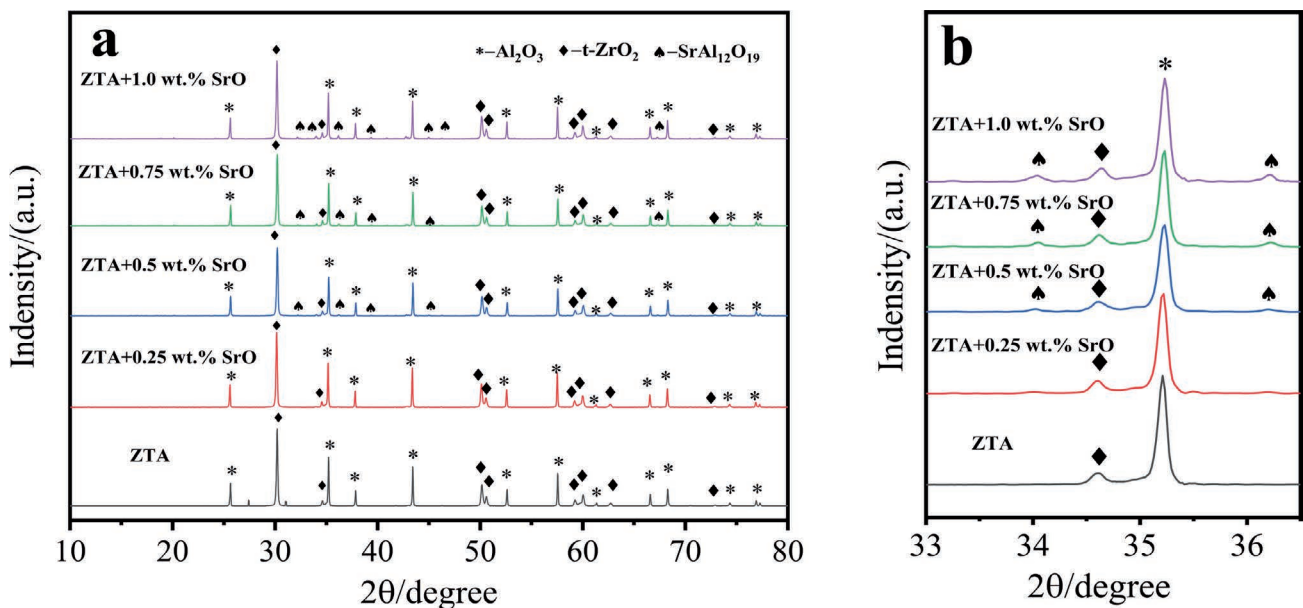 a
*–Al₂O₃ ♦–t-ZrO₂ ♠–SrAl₁₂O₁₉
ZTA+1.0 wt.% SrO
ZTA+0.75 wt.% SrO
ZTA+0.5 wt.% SrO
ZTA+0.25 wt.% SrO
ZTA
Indensity/(a.u.)
10 20 30 40 50 60 70 80
2θ/degree
b
ZTA+1.0 wt.% SrO
ZTA+0.75 wt.% SrO
ZTA+0.5 wt.% SrO
ZTA+0.25 wt.% SrO
ZTA
Indensity/(a.u.)
33 34 35 36
2θ/degree